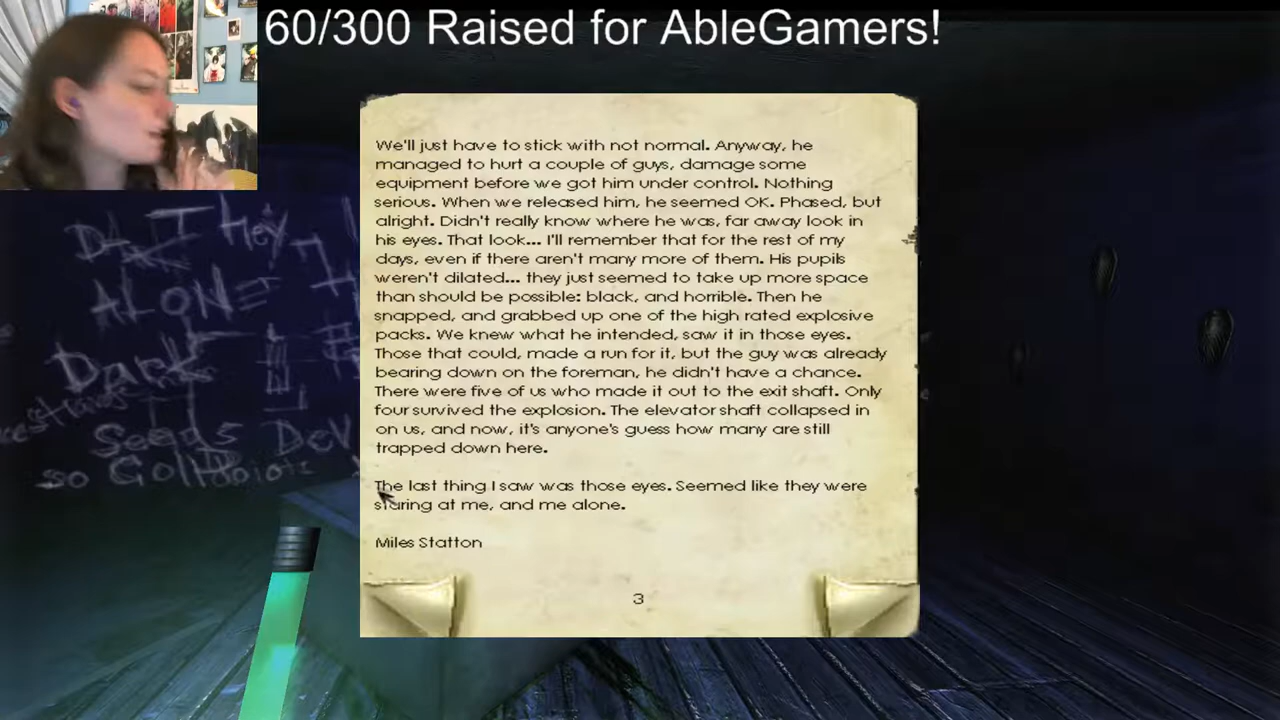 60/300 Raised for AbleGamers!
We'll just have to stick with not normal. Anyway, he
managed to hurt a couple of guys, damage some
equipment before we got him under control. Nothing
serious. When we released him, he seemed OK. Phased, but
alright. Didn't really know where he was, far away look in
his eyes. That look... I'll remember that for the rest of my
days, even if there aren't many more of them. His pupils
weren't dilated... they just seemed to take up more space
than should be possible: black, and horrible. Then he
snapped, and grabbed up one of the high rated explosive
packs. We knew what he intended, saw it in those eyes.
Those that could, made a run for it, but the guy was already
bearing down on the foreman, he didn't have a chance.
There were five of us who made it out to the exit shaft. Only
four survived the explosion. The elevator shaft collapsed in
on us, and now, it's anyone's guess how many are still
trapped down here.
The last thing I saw was those eyes. Seemed like they were
staring at me, and me alone.
Miles Statton
3
They
ALONE
Dark
Seeds
so Cold